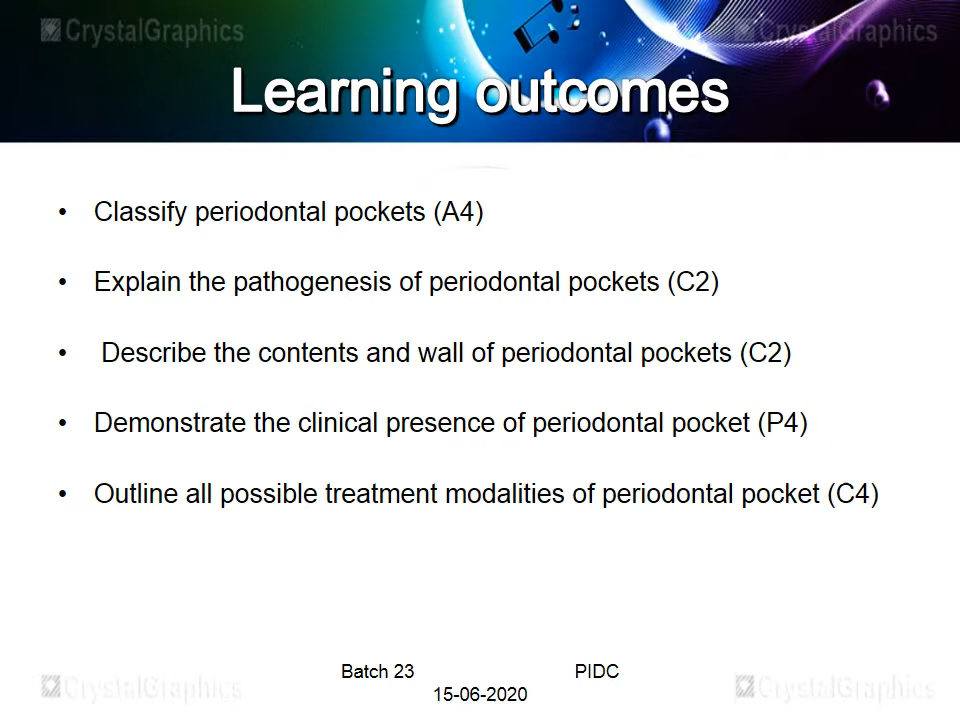 CrystalGraphics CrystalGraphics
Learning outcomes
• Classify periodontal pockets (A4)
• Explain the pathogenesis of periodontal pockets (C2)
• Describe the contents and wall of periodontal pockets (C2)
• Demonstrate the clinical presence of periodontal pocket (P4)
• Outline all possible treatment modalities of periodontal pocket (C4)
Batch 23 PIDC
CrystalGraphics CrystalGraphics
15-06-2020